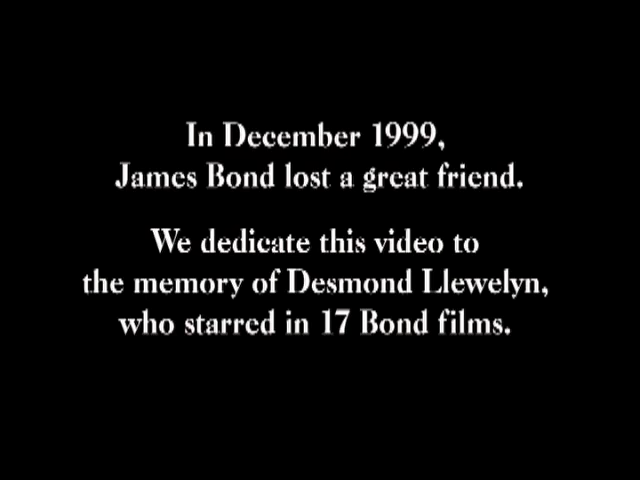 In December 1999,
James Bond lost a great friend.
We dedicate this video to
the memory of Desmond Llewelyn,
who starred in 17 Bond films.